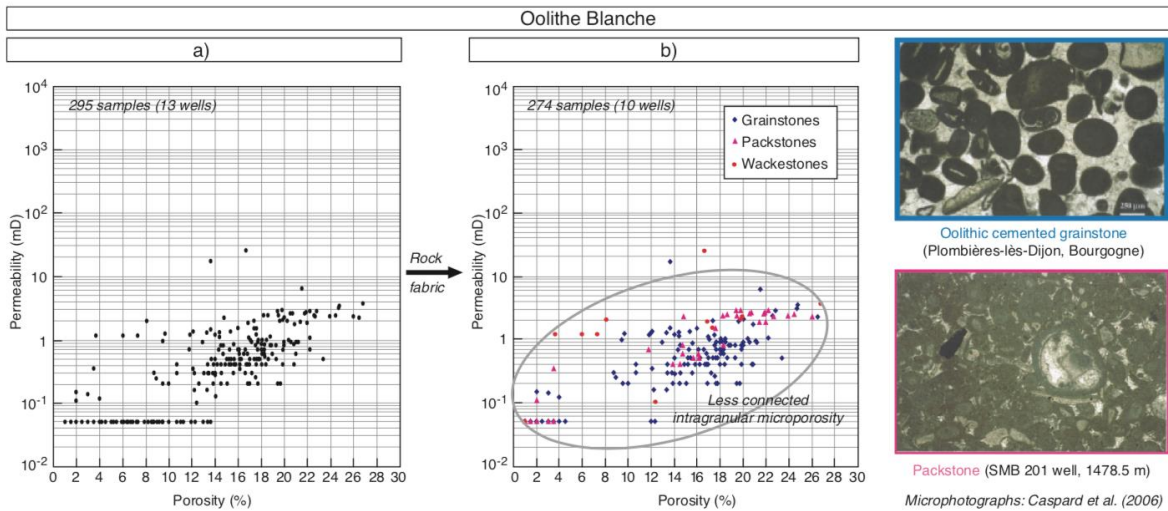 Oolithe Blanche
a)
b)
295 samples (13 wells)
10⁴
10³
10²
10
1
10⁻¹
10⁻²
Permeability (mD)
0 2 4 6 8 10 12 14 16 18 20 22 24 26 28 30
Porosity (%)
Rock
fabric
274 samples (10 wells)
Grainstones
Packstones
Wackestones
10⁴
10³
10²
10
1
10⁻¹
10⁻²
Permeability (mD)
Less connected
intragranular microporosity
0 2 4 6 8 10 12 14 16 18 20 22 24 26 28 30
Porosity (%)
Oolithic cemented grainstone
(Plombières-lès-Dijon, Bourgogne)
Packstone (SMB 201 well, 1478.5 m)
Microphotographs: Caspard et al. (2006)